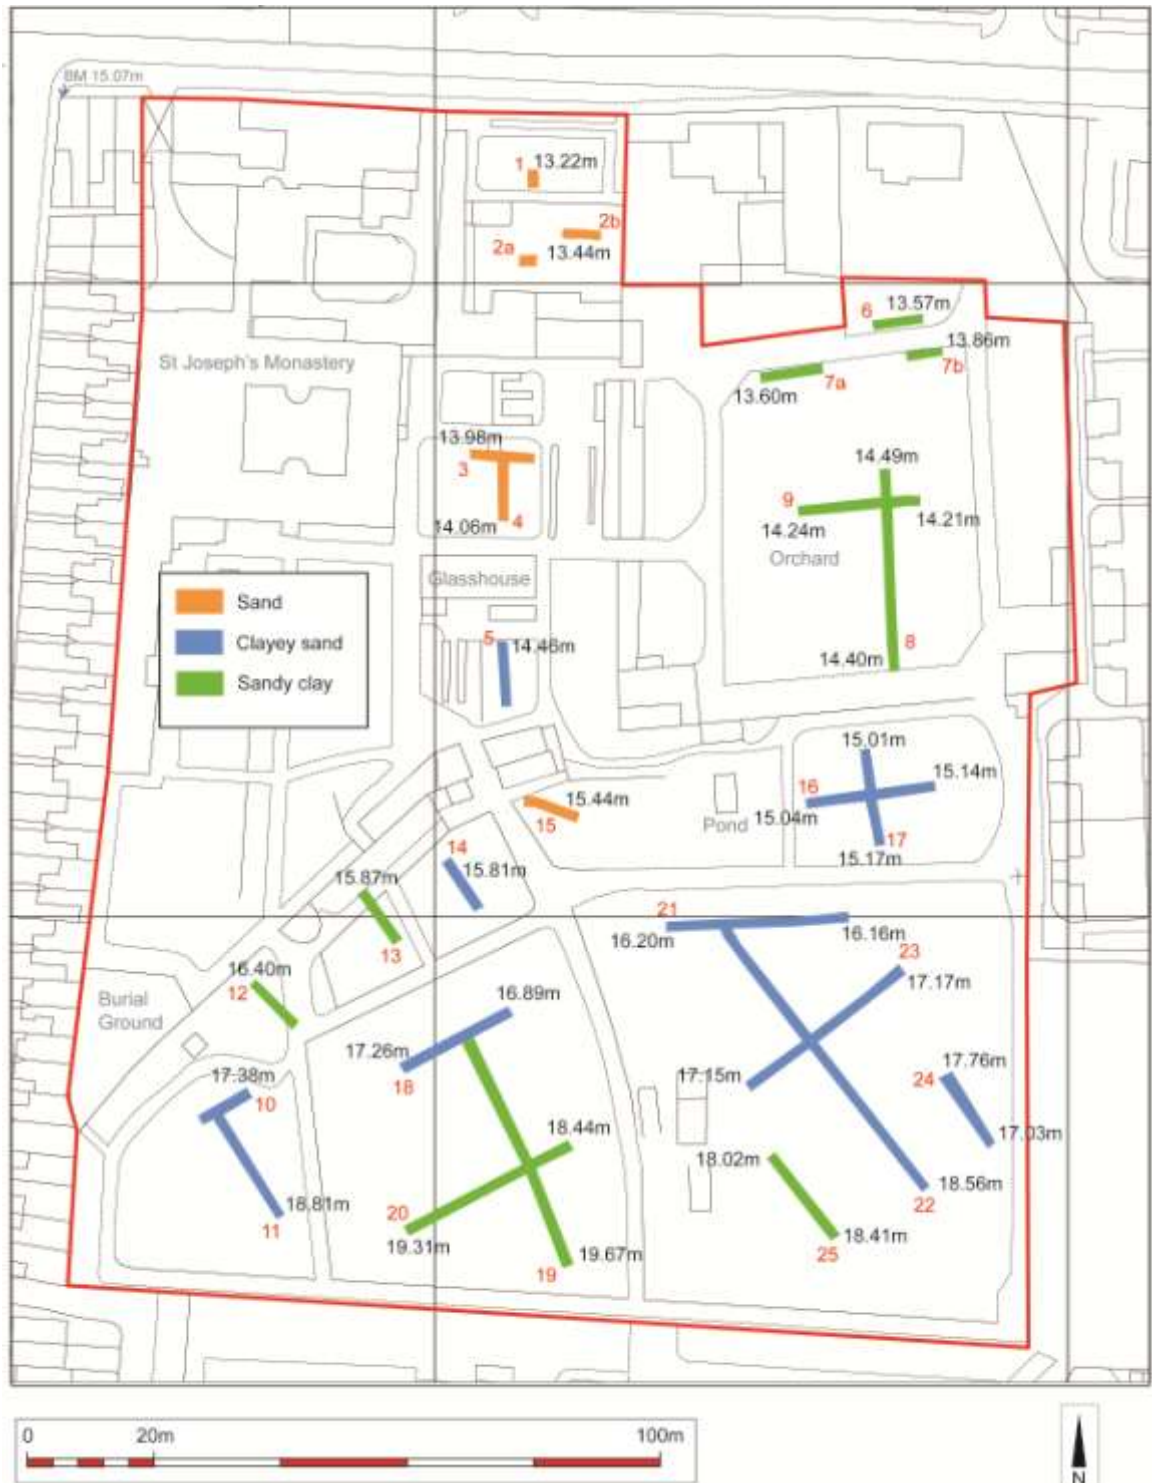 BM 15.07m
1
13.22m
2b
2a
13.44m
6
13.57m
13.86m
7b
7a
13.60m
St Joseph's Monastery
13.98m
3
4
14.06m
14.49m
9
14.24m
14.21m
Orchard
8
14.40m
Glasshouse
Sand
Clayey sand
Sandy clay
5
14.46m
15.01m
15.14m
16
15.04m
17
15.17m
15.44m
15
Pond
14
15.81m
15.87m
13
21
16.20m
16.16m
23
17.17m
16.40m
12
Burial
Ground
16.89m
17.26m
18
17.38m
10
17.15m
17.76m
24
17.03m
18.44m
18.02m
18.81m
11
20
19.31m
19.67m
19
18.56m
22
18.41m
25
0 20m 100m
N